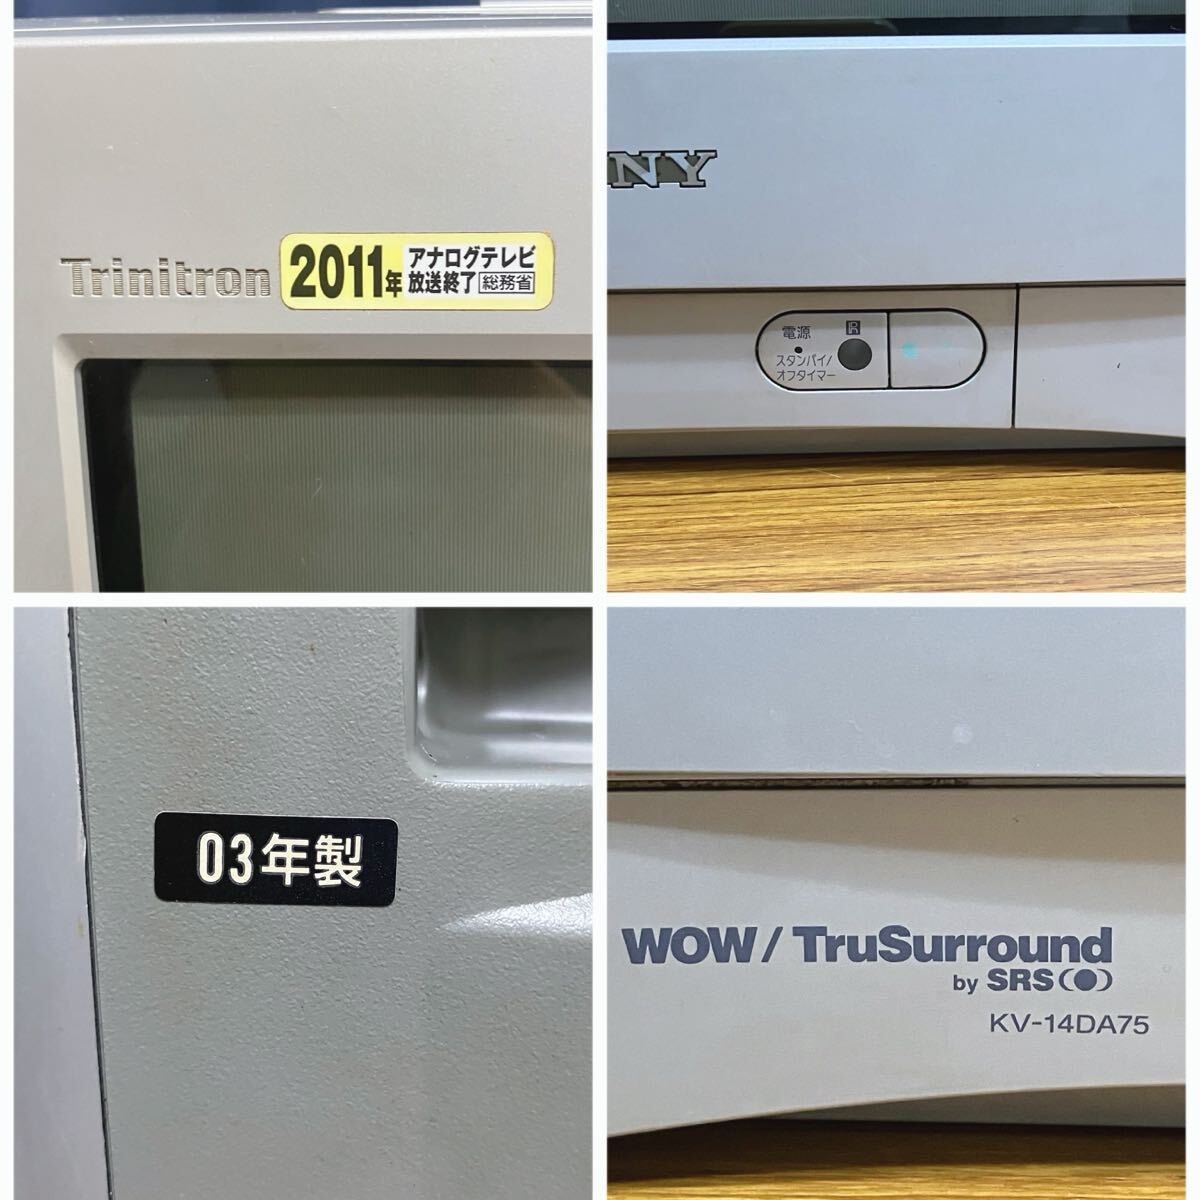 Trinitron
2011年
アナログテレビ
放送終了 総務省
NY
電源
R
スタンバイ/
オフタイマー
03年製
WOW/TruSurround
by SRS
KV-14DA75